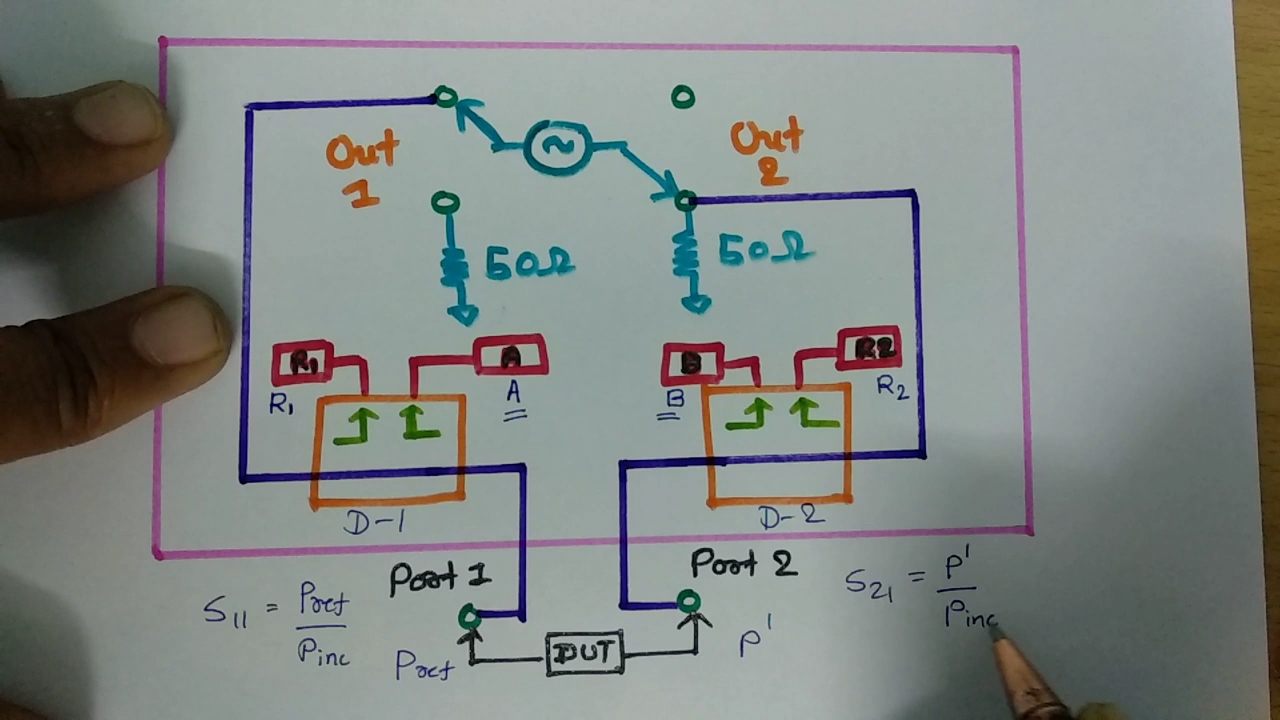 Out 1
~
Out 2
50Ω
50Ω
R1
A
B
R2
R₁
A
B
R₂
D-1
D-2
Port 1
Port 2
S₁₁ = Pref / Pinc
S₂₁ = P' / Pinc
Pref
DUT
P'